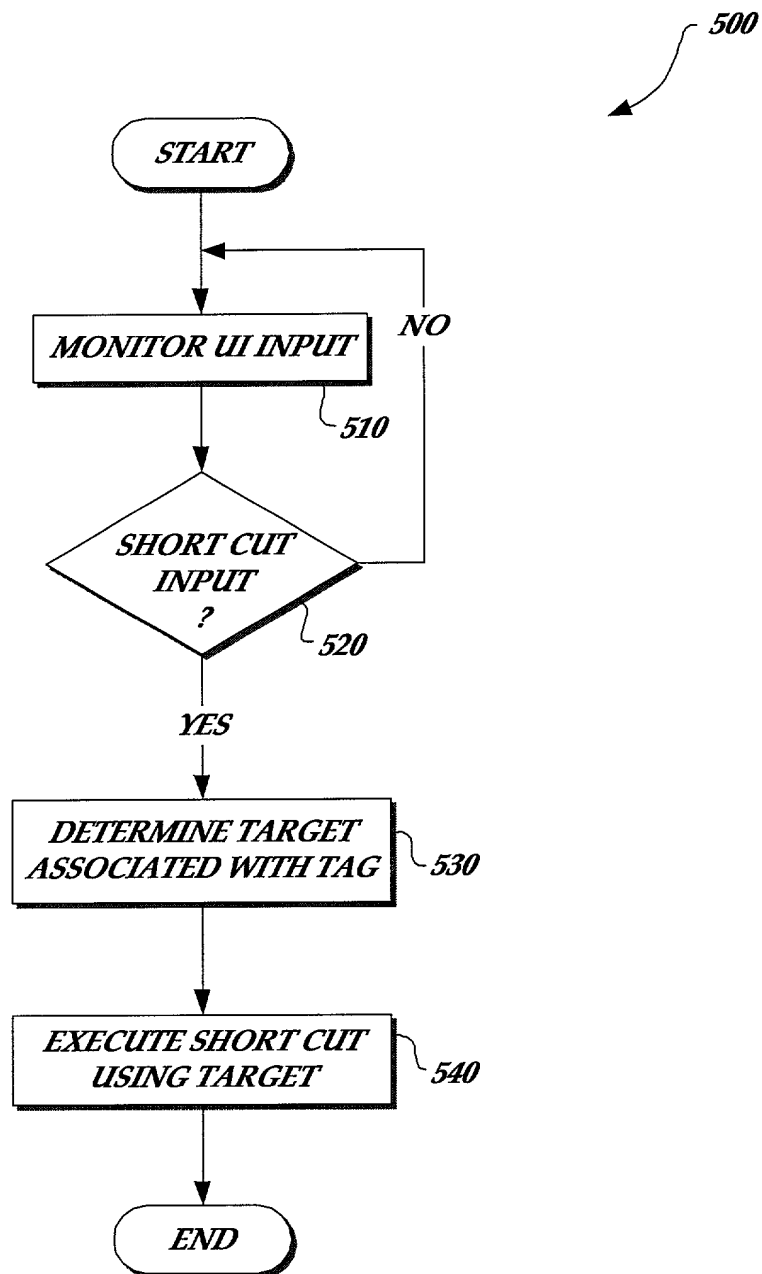 500
START
NO
MONITOR UI INPUT
510
SHORT CUT
INPUT
?
520
YES
DETERMINE TARGET
ASSOCIATED WITH TAG
530
EXECUTE SHORT CUT
USING TARGET
540
END